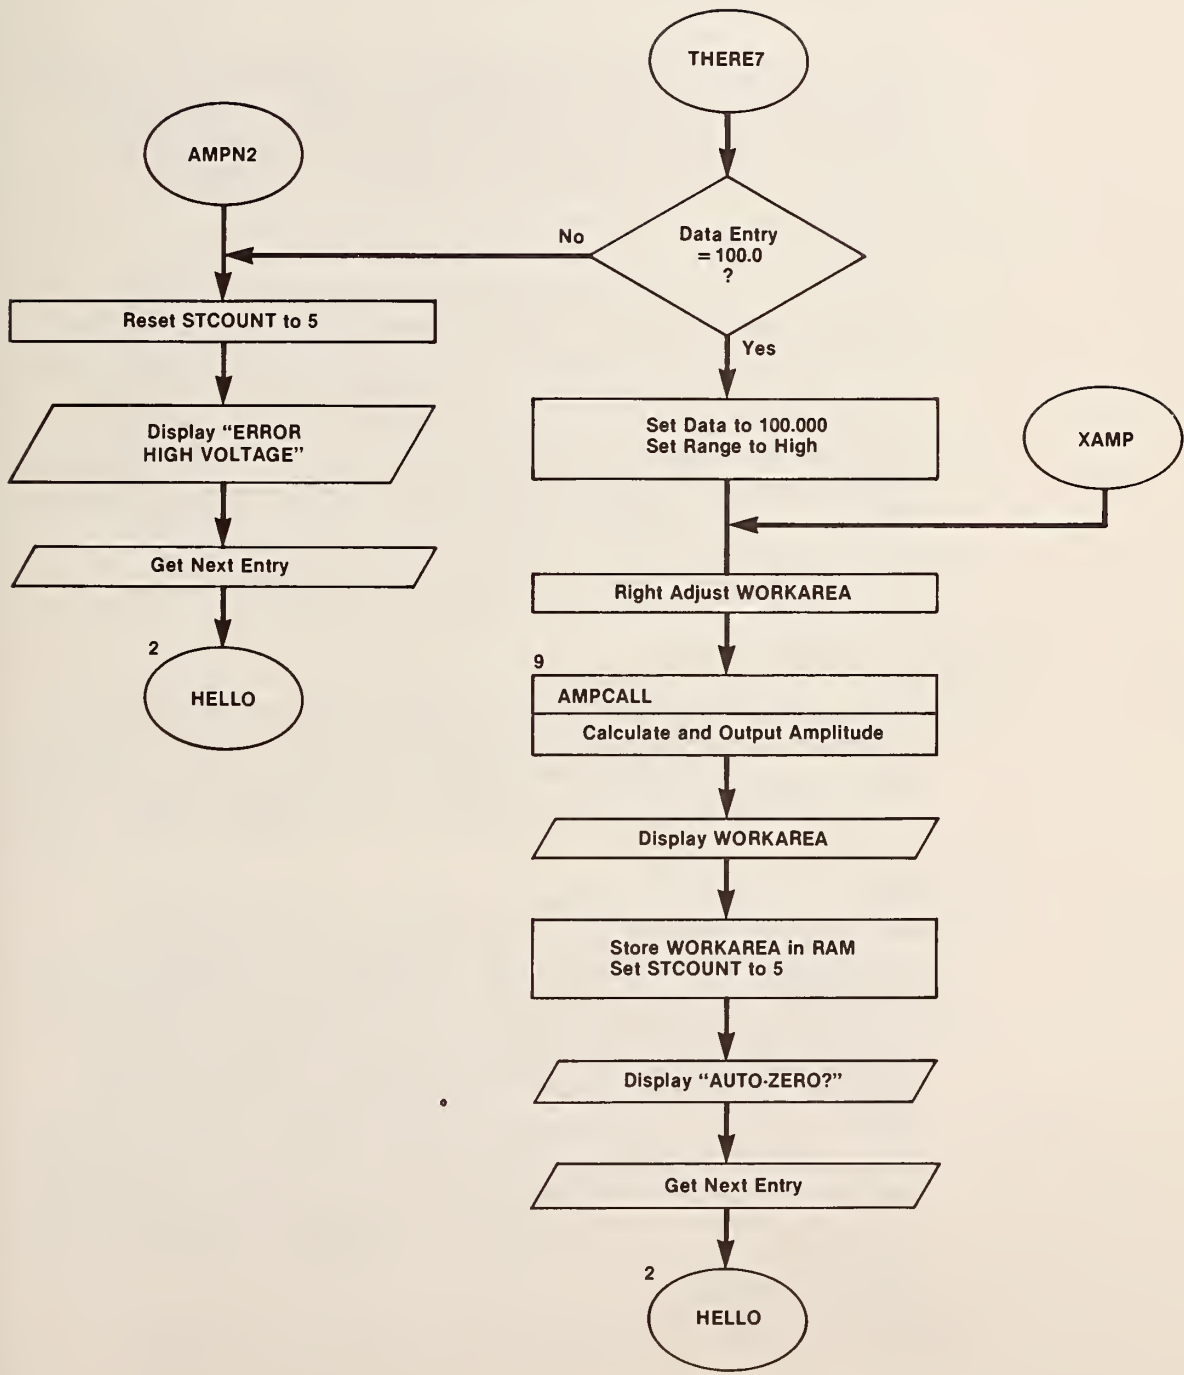 THERE7
AMPN2
No
Data Entry
= 100.0
?
Reset STCOUNT to 5
Yes
Display “ERROR
HIGH VOLTAGE”
Set Data to 100.000
Set Range to High
XAMP
Get Next Entry
Right Adjust WORKAREA
2
HELLO
9
AMPCALL
Calculate and Output Amplitude
Display WORKAREA
Store WORKAREA in RAM
Set STCOUNT to 5
Display “AUTO-ZERO?”
Get Next Entry
2
HELLO